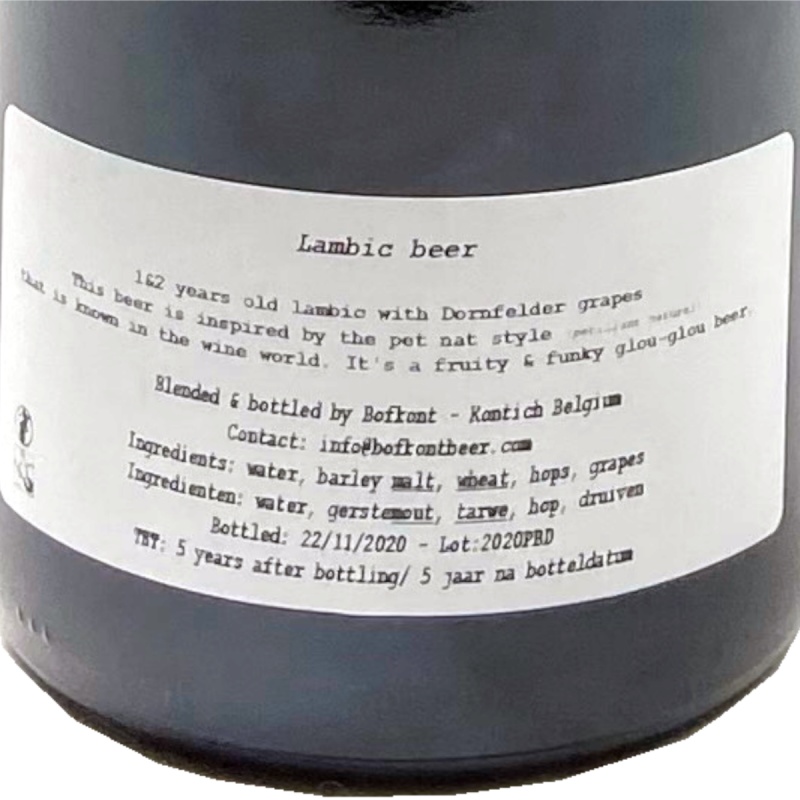 Lambic beer
1&2 years old lambic with Dornfelder grapes
This beer is inspired by the pet nat style
that is known in the wine world. It's a fruity & funky glou-glou beer.
Blended & bottled by Bofkont - Kontich Belgium
Contact: info@bofkontbeer.com
Ingredients: water, barley malt, wheat, hops, grapes
Ingredienten: water, gerstemout, tarwe, hop, druiven
Bottled: 22/11/2020 - Lot:2020PBD
TBT: 5 years after bottling/ 5 jaar na botteldatum